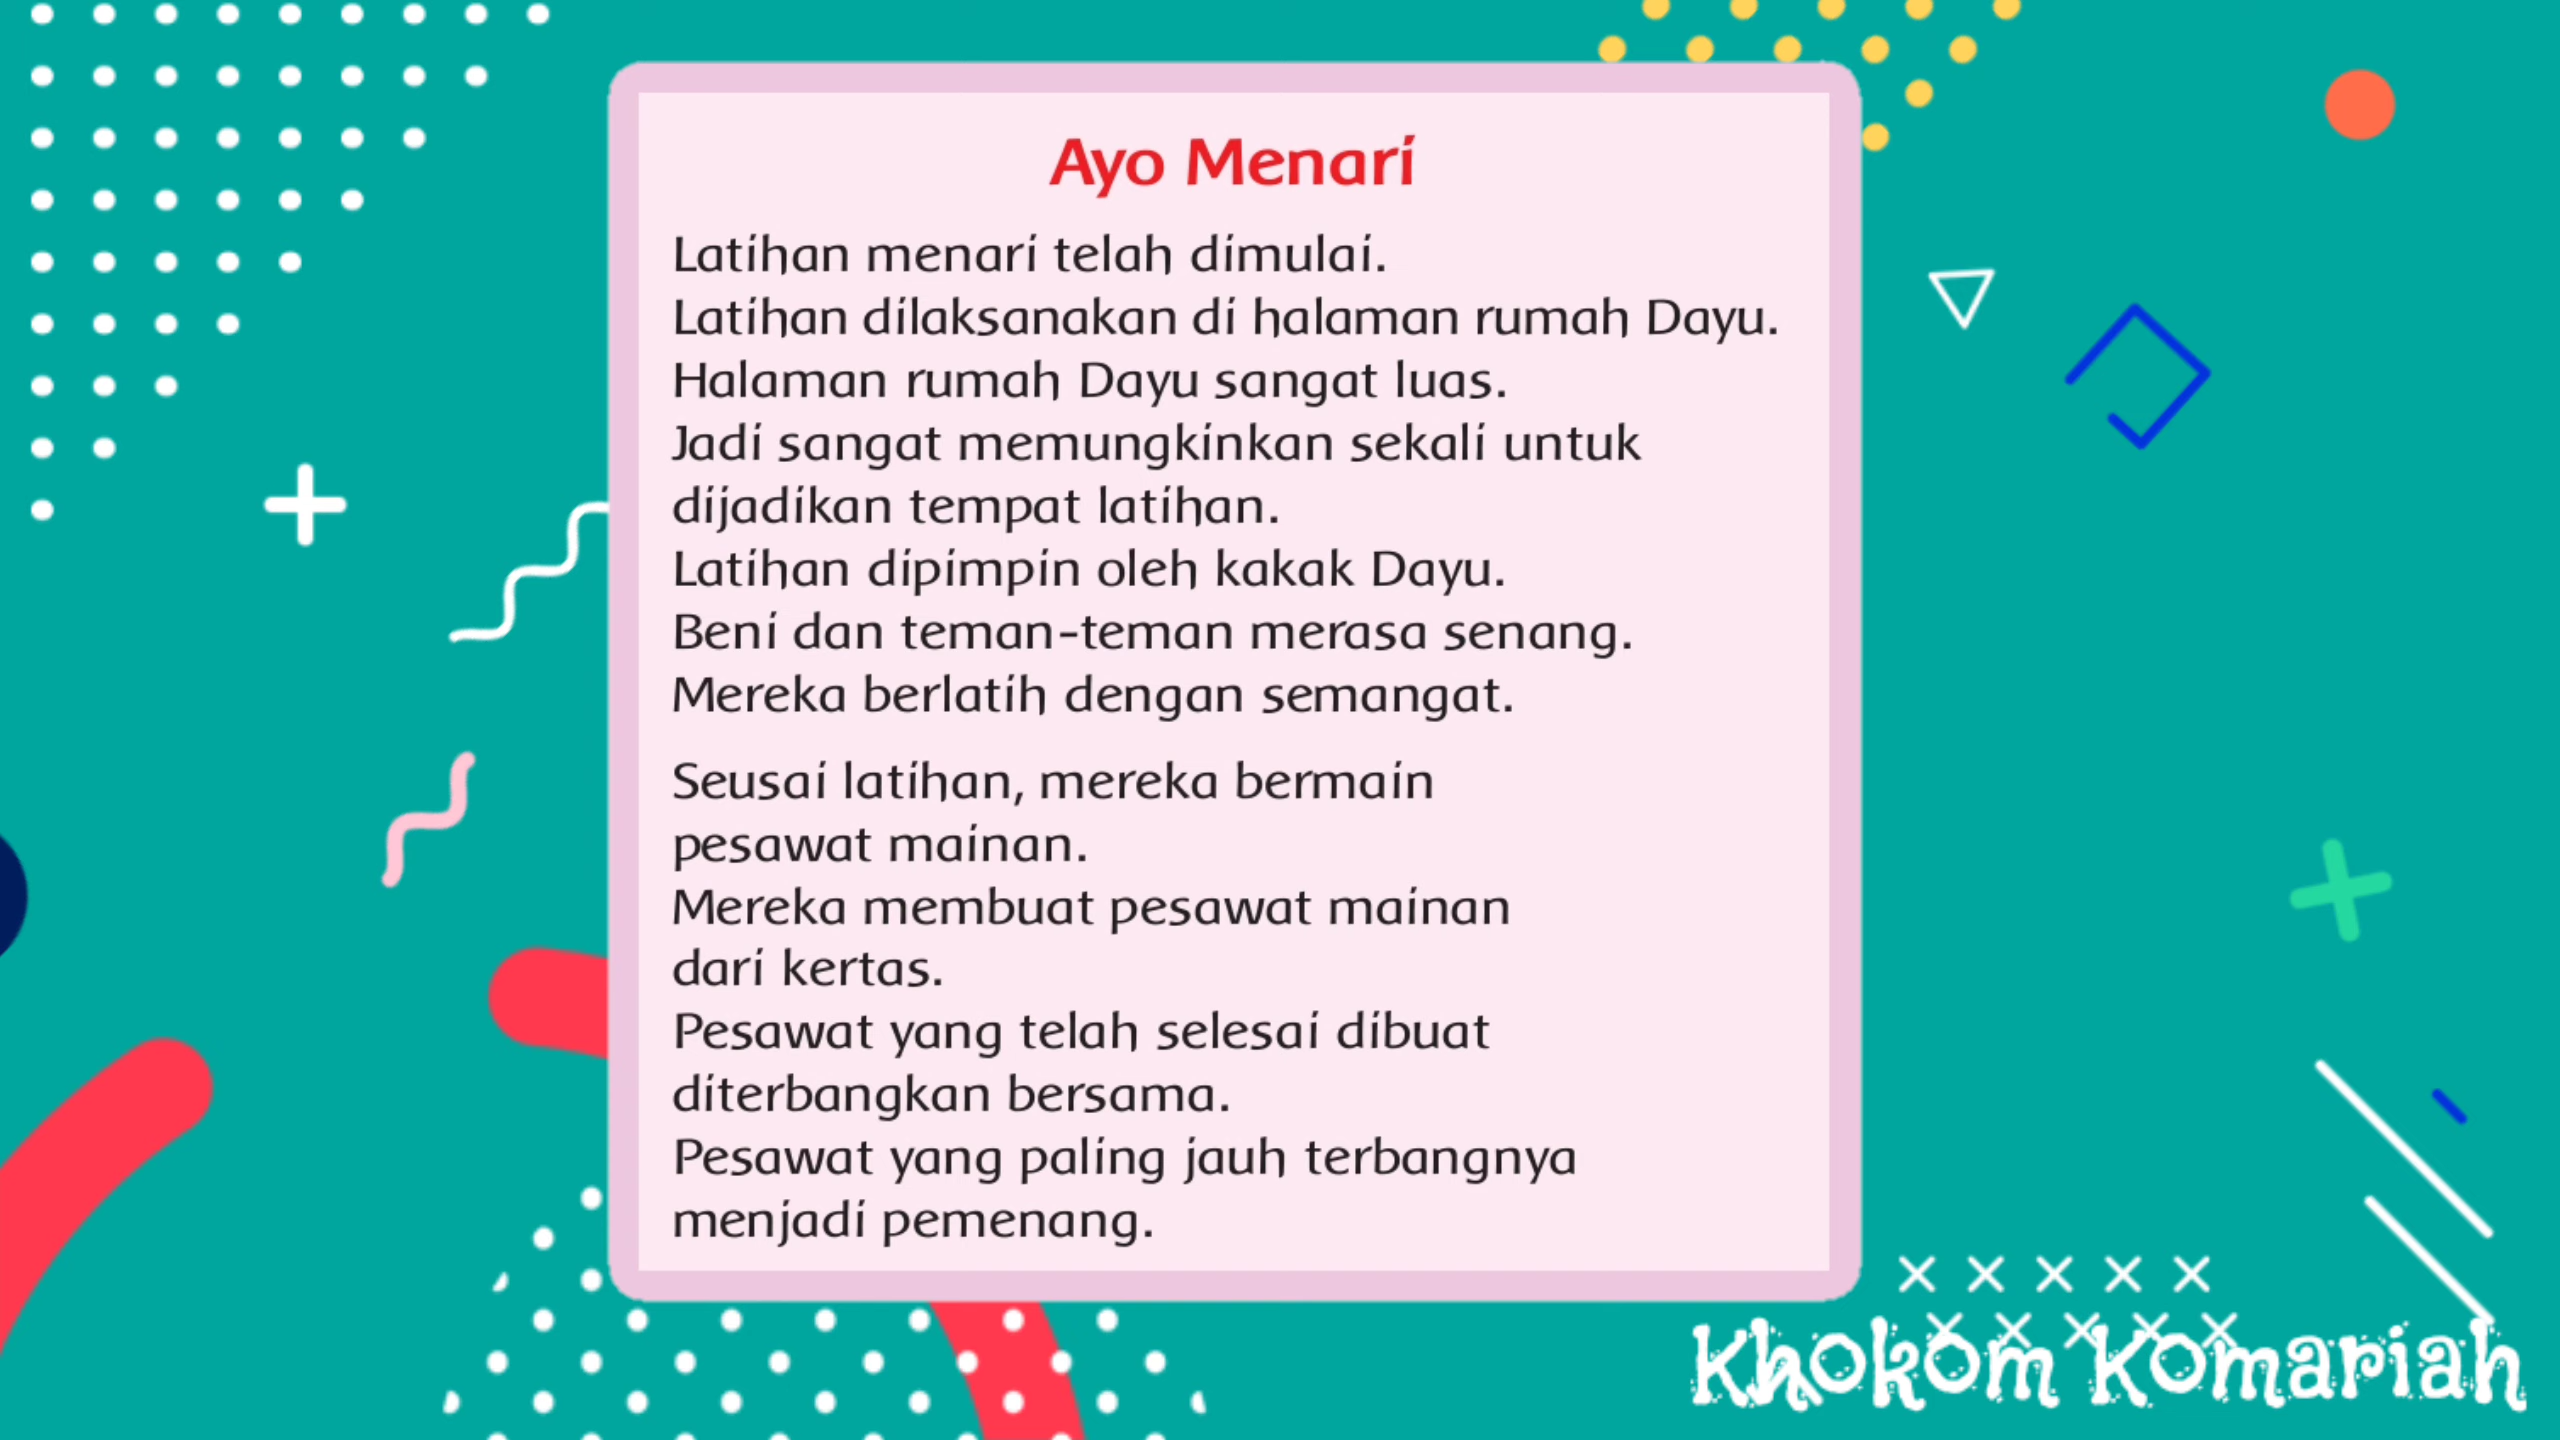 Ayo Menari
Latihan menari telah dimulai.
Latihan dilaksanakan di halaman rumah Dayu.
Halaman rumah Dayu sangat luas.
Jadi sangat memungkinkan sekali untuk
dijadikan tempat latihan.
Latihan dipimpin oleh kakak Dayu.
Beni dan teman-teman merasa senang.
Mereka berlatih dengan semangat.
Seusai latihan, mereka bermain
pesawat mainan.
Mereka membuat pesawat mainan
dari kertas.
Pesawat yang telah selesai dibuat
diterbangkan bersama.
Pesawat yang paling jauh terbangnya
menjadi pemenang.
Khokom Komariah